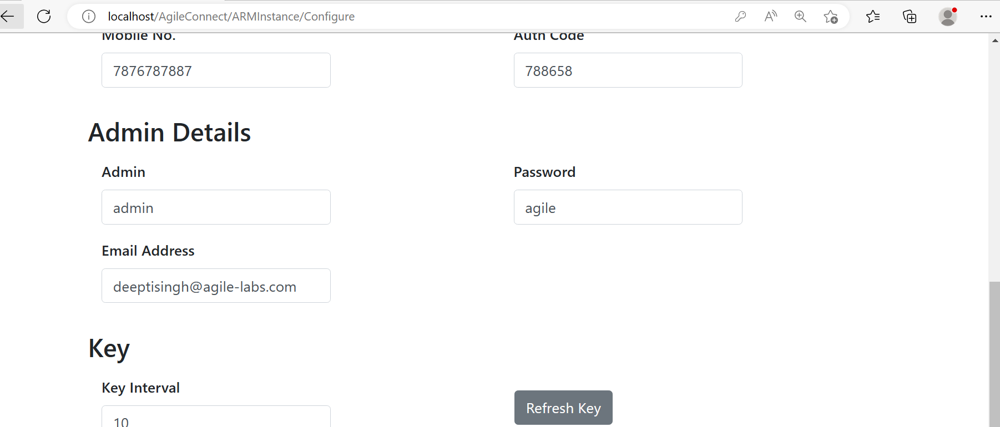 localhost/AgileConnect/ARMInstance/Configure
Mobile No.
Auth Code
7876787887
788658
Admin Details
Admin
Password
admin
agile
Email Address
deeptisingh@agile-labs.com
Key
Key Interval
Refresh Key
10